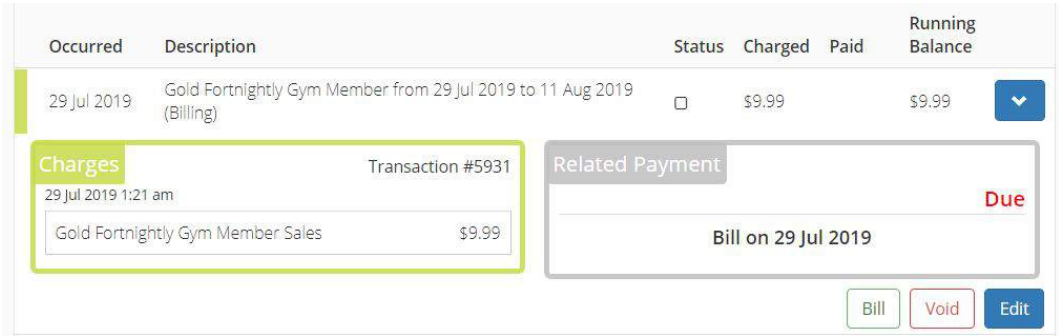 Occurred Description Status Charged Paid Running Balance
29 Jul 2019 Gold Fortnightly Gym Member from 29 Jul 2019 to 11 Aug 2019 $9.99 $9.99
(Billing)
Charges Transaction #5931
29 Jul 2019 1:21 am
Gold Fortnightly Gym Member Sales $9.99
Related Payment
Due
Bill on 29 Jul 2019
Bill Void Edit